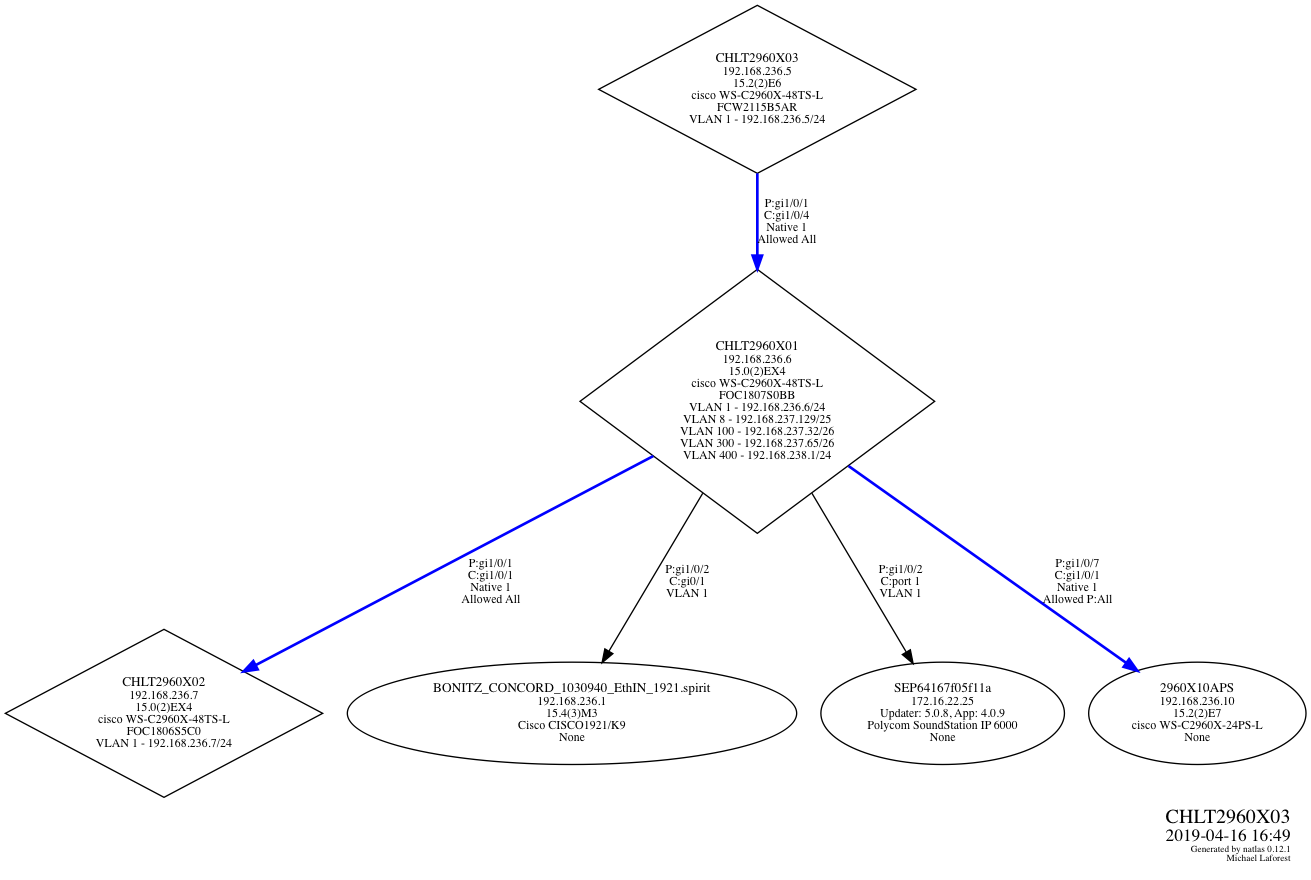 CHLT2960X03
192.168.236.5
15.2(2)E6
cisco WS-C2960X-48TS-L
FCW2115B5AR
VLAN 1 - 192.168.236.5/24
P:gi1/0/1
C:gi1/0/4
Native 1
Allowed All
CHLT2960X01
192.168.236.6
15.0(2)EX4
cisco WS-C2960X-48TS-L
FOC1807S0BB
VLAN 1 - 192.168.236.6/24
VLAN 8 - 192.168.237.129/25
VLAN 100 - 192.168.237.32/26
VLAN 300 - 192.168.237.65/26
VLAN 400 - 192.168.238.1/24
P:gi1/0/1
C:gi1/0/1
Native 1
Allowed All
P:gi1/0/2
C:gi0/1
VLAN 1
P:gi1/0/2
C:port 1
VLAN 1
P:gi1/0/7
C:gi1/0/1
Native 1
Allowed P:All
CHLT2960X02
192.168.236.7
15.0(2)EX4
cisco WS-C2960X-48TS-L
FOC1806S5C0
VLAN 1 - 192.168.236.7/24
BONITZ_CONCORD_1030940_EthIN_1921.spirit
192.168.236.1
15.4(3)M3
Cisco CISCO1921/K9
None
SEP64167f05f11a
172.16.22.25
Updater: 5.0.8, App: 4.0.9
Polycom SoundStation IP 6000
None
2960X10APS
192.168.236.10
15.2(2)E7
cisco WS-C2960X-24PS-L
None
CHLT2960X03
2019-04-16 16:49
Generated by natlas 0.12.1
Michael Laforest